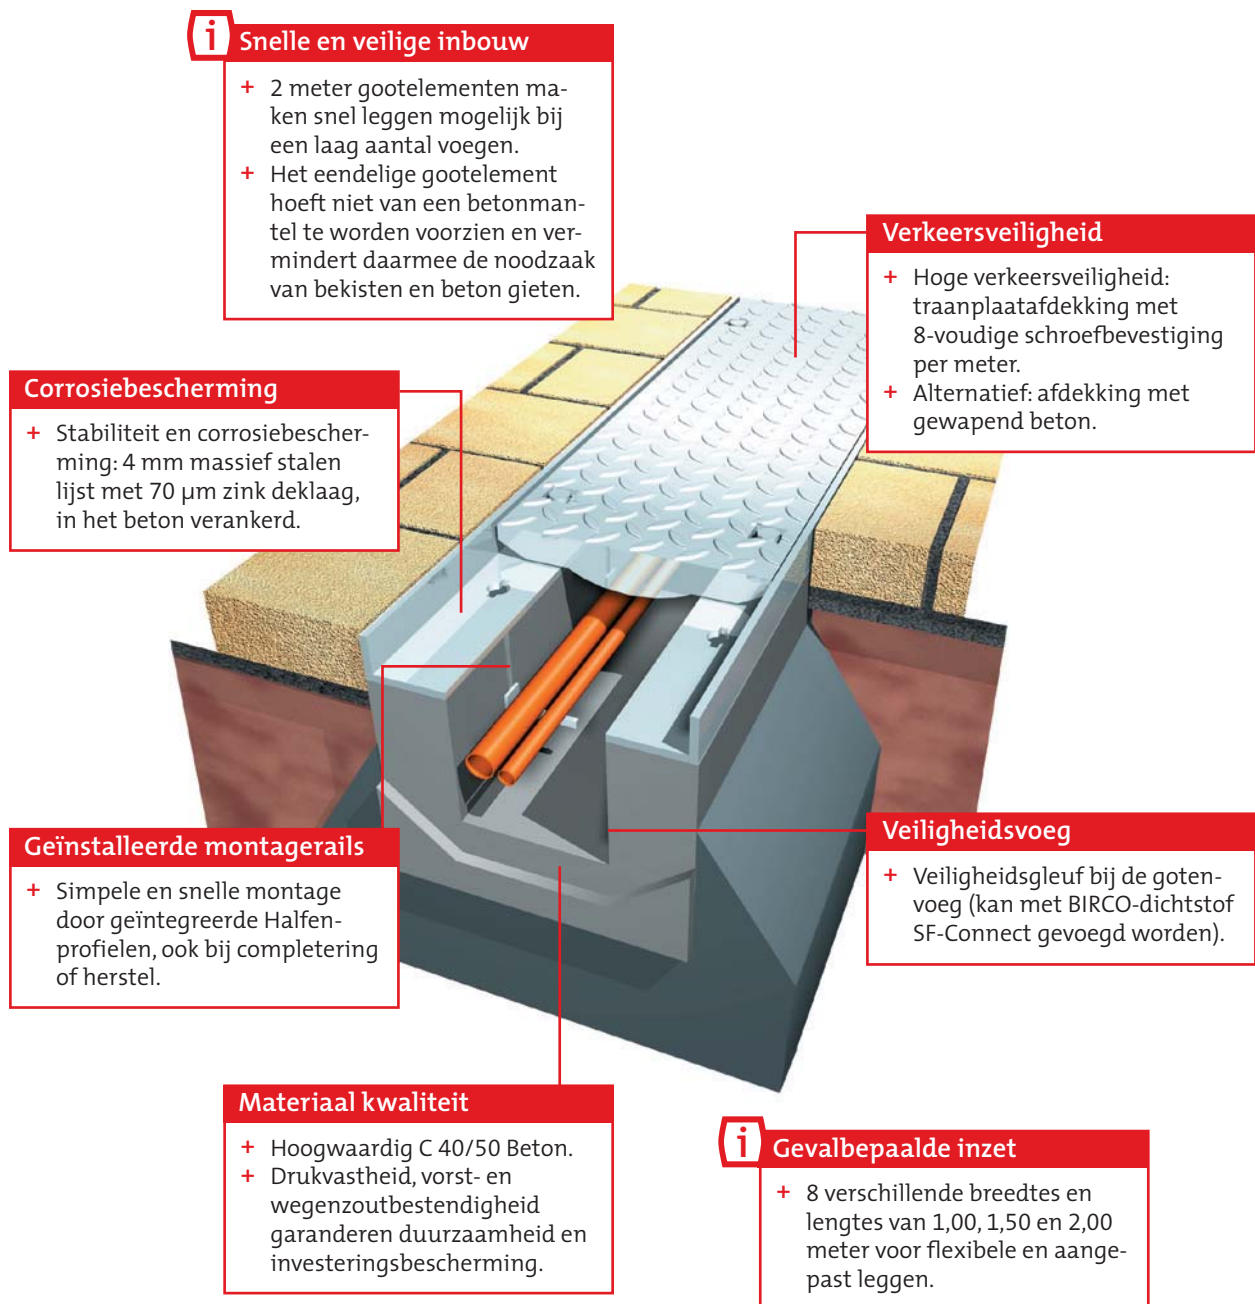 i
Snelle en veilige inbouw
+ 2 meter gootelementen ma-
ken snel leggen mogelijk bij
een laag aantal voegen.
+ Het eendelige gootelement
hoeft niet van een betonman-
tel te worden voorzien en ver-
mindert daarmee de noodzaak
van bekisten en beton gieten.
Verkeersveiligheid
+ Hoge verkeersveiligheid:
traanplaatafdekking met
8-voudige schroefbevestiging
per meter.
+ Alternatief: afdekking met
gewapend beton.
Corrosiebescherming
+ Stabiliteit en corrosiebescher-
ming: 4 mm massief stalen
lijst met 70 µm zink deklaag,
in het beton verankerd.
Geïnstalleerde montagerails
+ Simpele en snelle montage
door geïntegreerde Halfen-
profielen, ook bij completering
of herstel.
Veiligheidsvoeg
+ Veiligheidsgleuf bij de goten-
voeg (kan met BIRCO-dichtstof
SF-Connect gevoegd worden).
Materiaal kwaliteit
+ Hoogwaardig C 40/50 Beton.
+ Drukvastheid, vorst- en
wegenzoutbestendigheid
garanderen duurzaamheid en
investeringsbescherming.
i
Gevalbepaalde inzet
+ 8 verschillende breedtes en
lengtes van 1,00, 1,50 en 2,00
meter voor flexibele en aange-
past leggen.